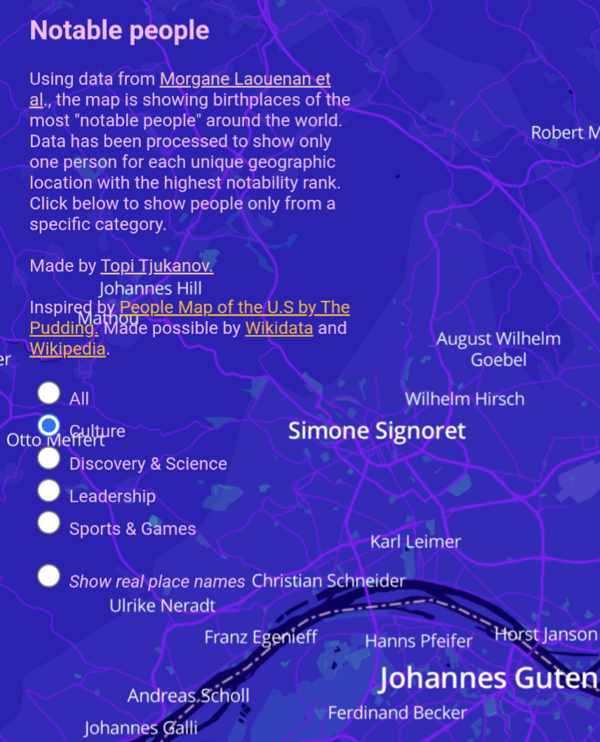 Notable people
Using data from Morgane Laouenan et
al., the map is showing birthplaces of the
most "notable people" around the world.
Data has been processed to show only
one person for each unique geographic
location with the highest notability rank.
Click below to show people only from a
specific category.
Robert M
Made by Topi Tjukanov.
Johannes Hill
Inspired by People Map of the U.S by The
Mathou
Pudding. Made possible by Wikidata and
Wikipedia.
er
August Wilhelm
Goebel
All
Wilhelm Hirsch
Culture
Otto Meffert
Simone Signoret
Discovery & Science
Leadership
Sports & Games
Karl Leimer
Show real place names
Christian Schneider
Ulrike Neradt
Franz Egenieff
Hanns Pfeifer
Horst Janson
Johannes Guten
Andreas Scholl
Ferdinand Becker
Johannes Galli